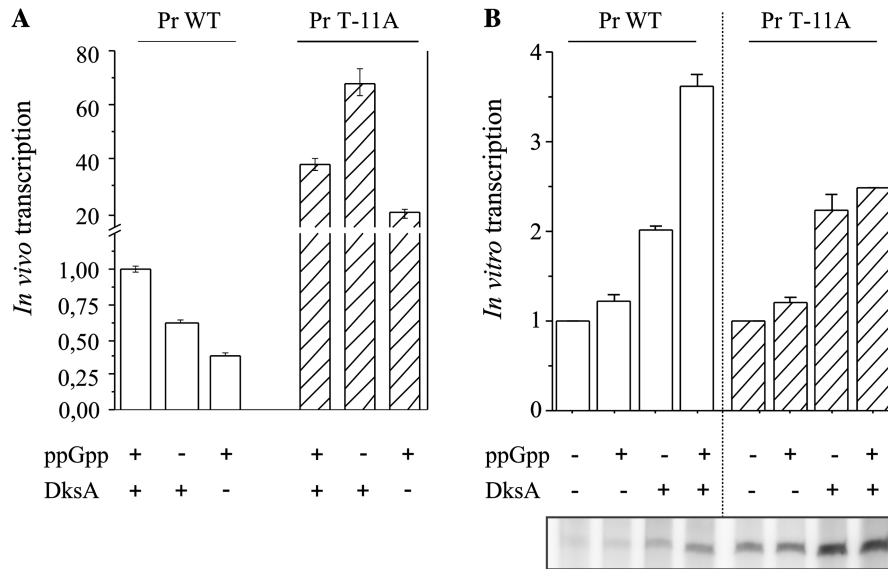 A
Pr WT
Pr T-11A
In vivo transcription
80
60
40
20
1,00
0,75
0,50
0,25
0,00
ppGpp + - + + - +
DksA + + - + + -
B
Pr WT
Pr T-11A
In vitro transcription
4
3
2
1
0
ppGpp - + - + - + - +
DksA - - + + - - + +